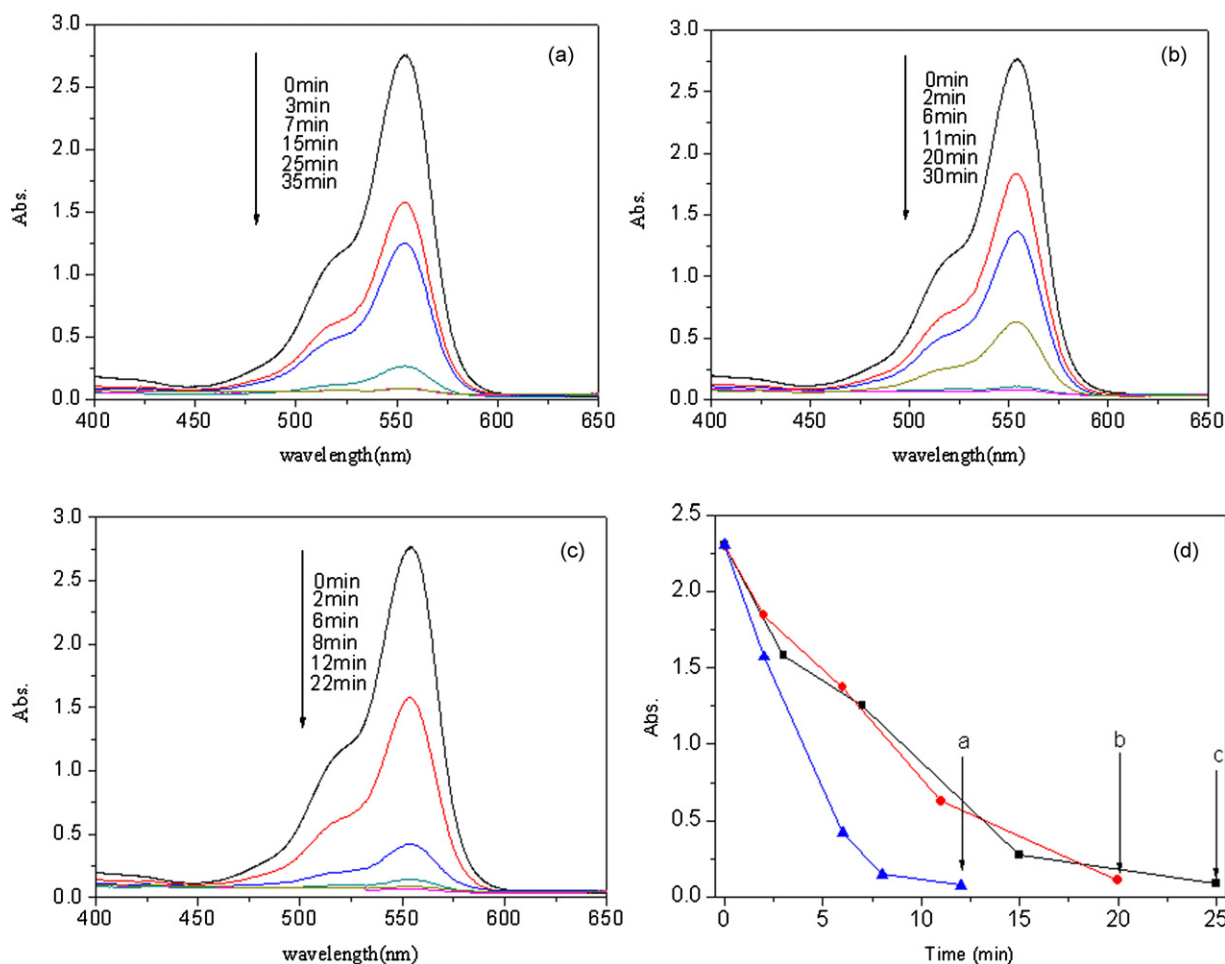 3.0
2.5
2.0
1.5
1.0
0.5
0.0
Abs.
(a)
0min
3min
7min
15min
25min
35min
400 450 500 550 600 650
wavelength(nm)
3.0
2.5
2.0
1.5
1.0
0.5
0.0
Abs.
(b)
0min
2min
6min
11min
20min
30min
400 450 500 550 600 650
wavelength(nm)
3.0
2.5
2.0
1.5
1.0
0.5
0.0
Abs.
(c)
0min
2min
6min
8min
12min
22min
400 450 500 550 600 650
wavelength(nm)
2.5
2.0
1.5
1.0
0.5
0.0
Abs.
(d)
a
b
c
0 5 10 15 20 25
Time (min)